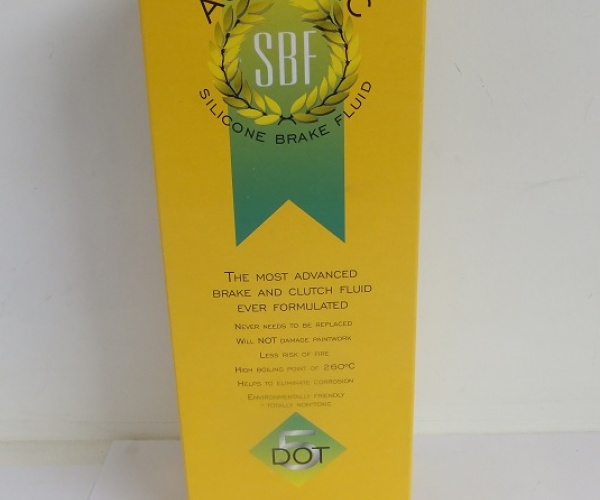 SBF
SILICONE BRAKE FLUID
THE MOST ADVANCED
BRAKE AND CLUTCH FLUID
EVER FORMULATED
NEVER NEEDS TO BE REPLACED
WILL NOT DAMAGE PAINTWORK
LESS RISK OF FIRE
HIGH BOILING POINT OF 260°C
HELPS TO ELIMINATE CORROSION
ENVIRONMENTALLY FRIENDLY
- TOTALLY NON-TOXIC
DOT 5